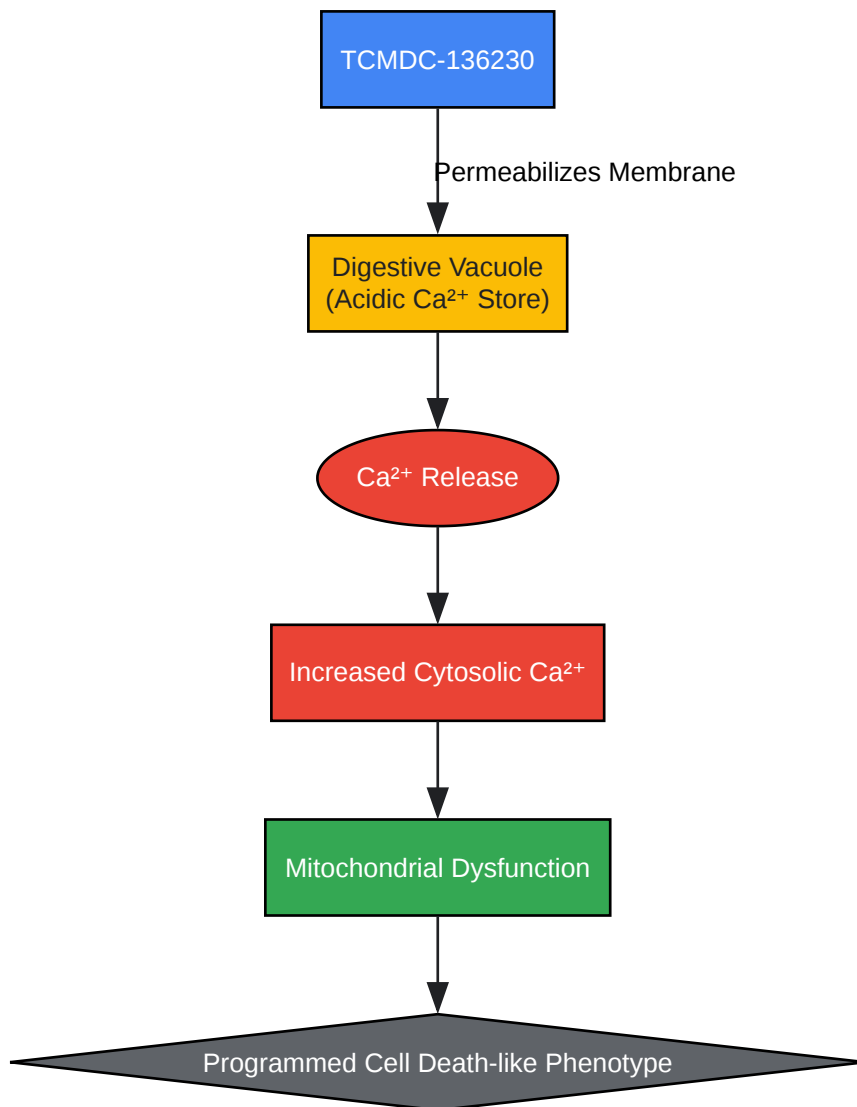 TCMDC-136230
Permeabilizes Membrane
Digestive Vacuole
(Acidic Ca²⁺ Store)
Ca²⁺ Release
Increased Cytosolic Ca²⁺
Mitochondrial Dysfunction
Programmed Cell Death-like Phenotype